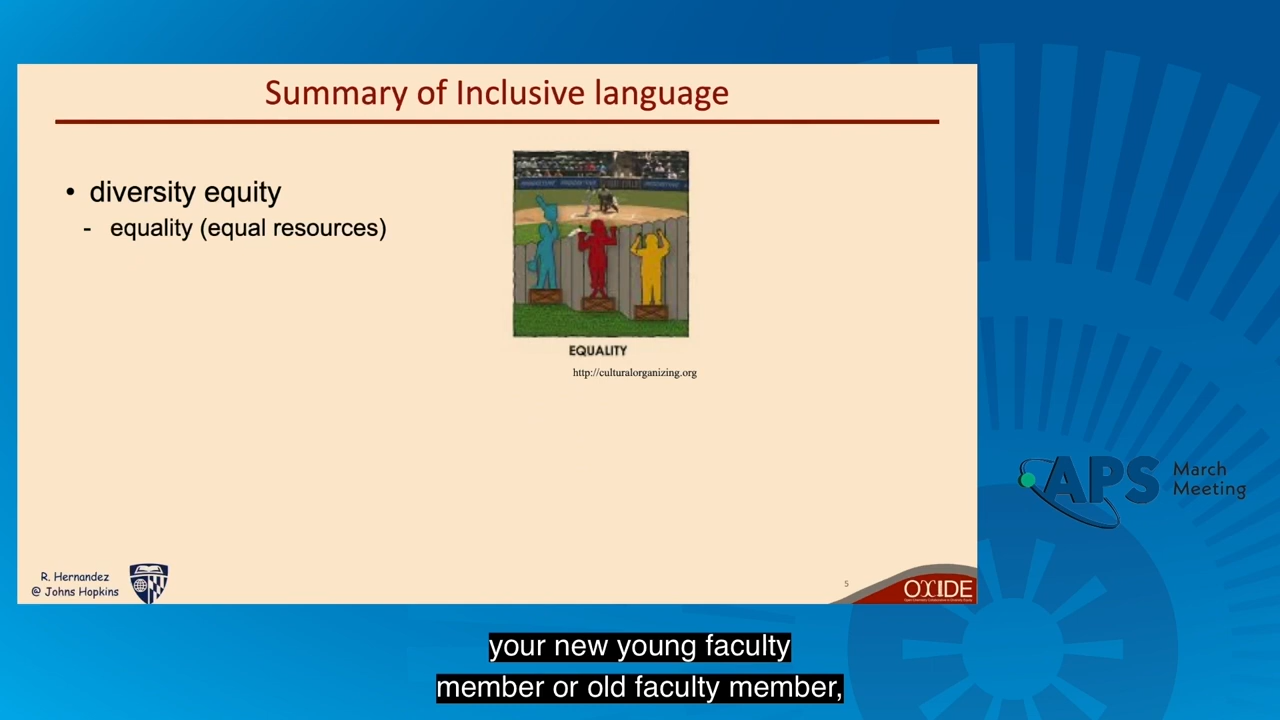 Summary of Inclusive language
• diversity equity
- equality (equal resources)
EQUALITY
http://culturalorganizing.org
R. Hernandez
@ Johns Hopkins
5
OXIDE
APS March
Meeting
your new young faculty
member or old faculty member,